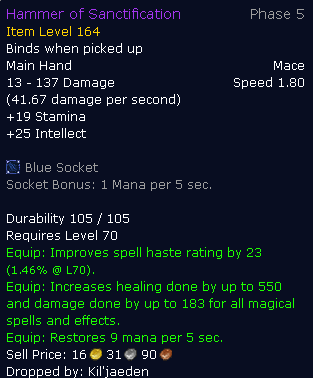 Hammer of Sanctification Phase 5
Item Level 164
Binds when picked up
Main Hand Mace
13 - 137 Damage Speed 1.80
(41.67 damage per second)
+19 Stamina
+25 Intellect
Blue Socket
Socket Bonus: 1 Mana per 5 sec.
Durability 105 / 105
Requires Level 70
Equip: Improves spell haste rating by 23
(1.46% @ L70).
Equip: Increases healing done by up to 550
and damage done by up to 183 for all magical
spells and effects.
Equip: Restores 9 mana per 5 sec.
Sell Price: 16 31 90
Dropped by: Kil'jaeden